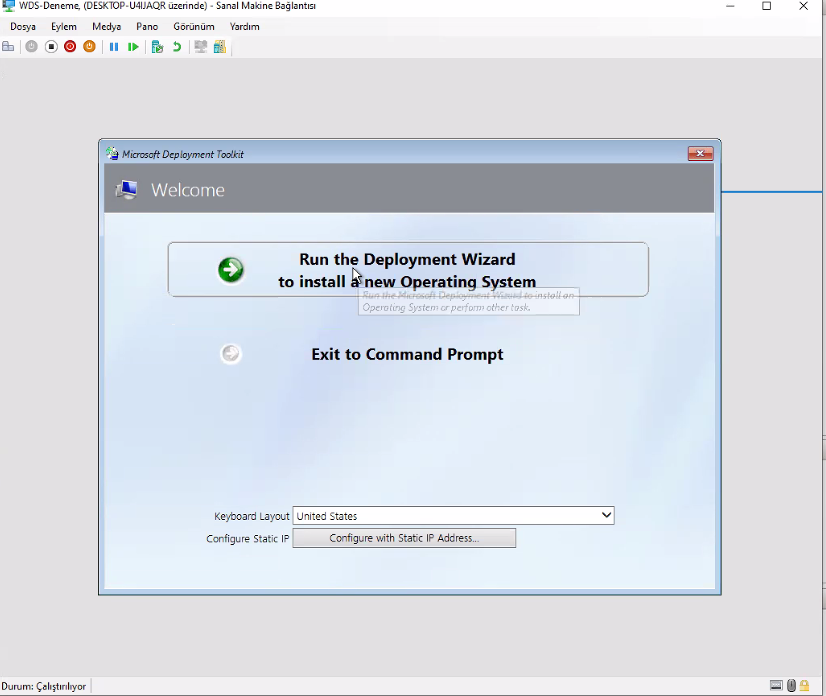 WDS-Deneme, (DESKTOP-U4IJAQR üzerinde) - Sanal Makine Bağlantısı
Dosya Eylem Medya Pano Görünüm Yardım
Microsoft Deployment Toolkit
Welcome
Run the Deployment Wizard
to install a new Operating System
Run the Microsoft Deployment Wizard to install an
Operating System or perform other task.
Exit to Command Prompt
Keyboard Layout United States
Configure Static IP Configure with Static IP Address...
Durum: Çalıştırılıyor